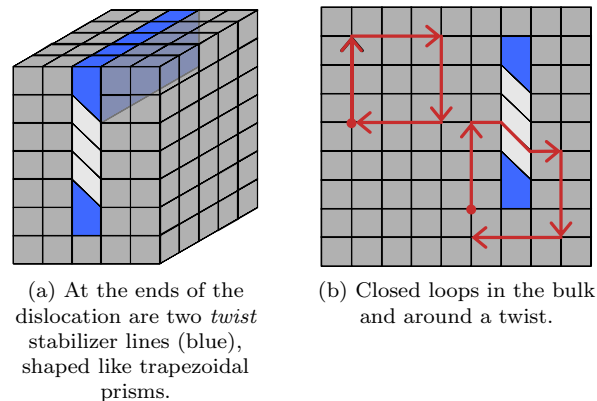 (a) At the ends of the
dislocation are two twist
stabilizer lines (blue),
shaped like trapezoidal
prisms.
(b) Closed loops in the bulk
and around a twist.